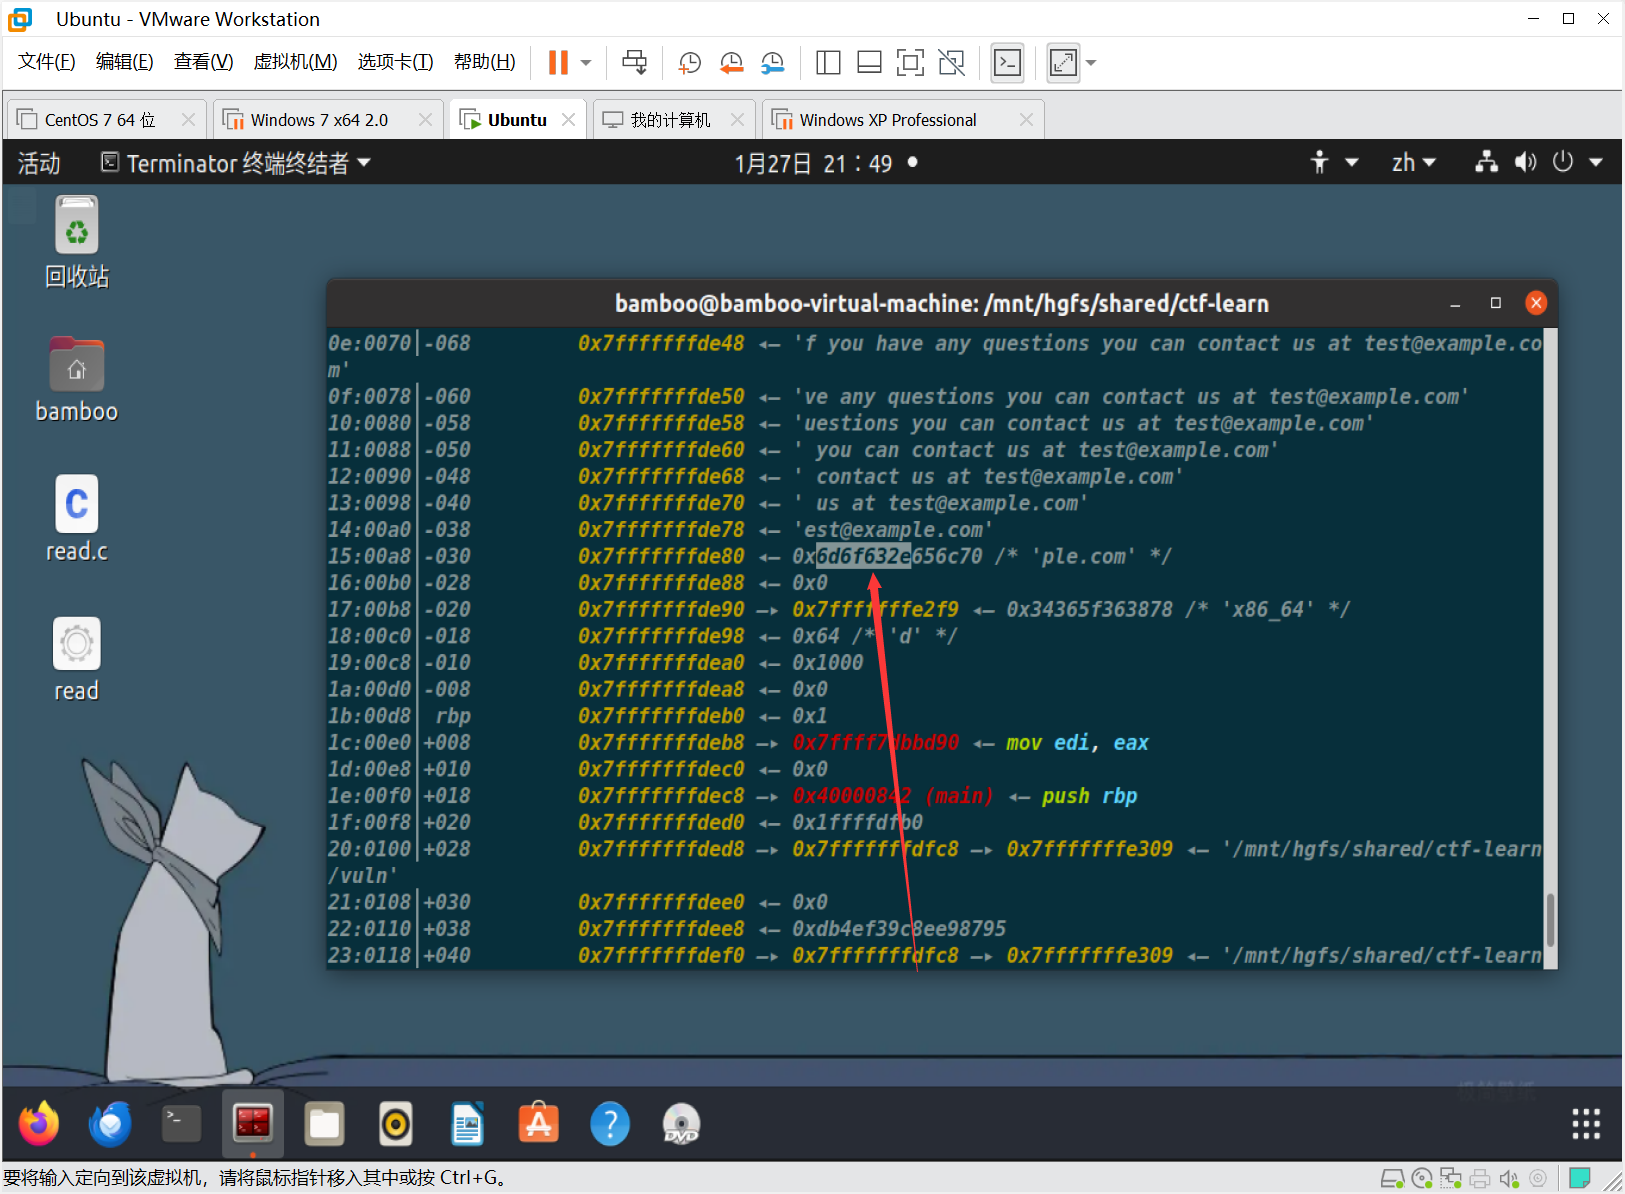 Ubuntu - VMware Workstation
文件(F) 编辑(E) 查看(V) 虚拟机(M) 选项卡(T) 帮助(H)
CentOS 7 64 位 Windows 7 x64 2.0 Ubuntu 我的计算机 Windows XP Professional
活动 Terminator 终端终结者 1月27日 21：49 zh
回收站
bamboo
read.c
read
bamboo@bamboo-virtual-machine: /mnt/hgfs/shared/ctf-learn
0e:0070│-068 0x7fffffffde48 ◂— 'f you have any questions you can contact us at test@example.co
m'
0f:0078│-060 0x7fffffffde50 ◂— 've any questions you can contact us at test@example.com'
10:0080│-058 0x7fffffffde58 ◂— 'uestions you can contact us at test@example.com'
11:0088│-050 0x7fffffffde60 ◂— ' you can contact us at test@example.com'
12:0090│-048 0x7fffffffde68 ◂— ' contact us at test@example.com'
13:0098│-040 0x7fffffffde70 ◂— ' us at test@example.com'
14:00a0│-038 0x7fffffffde78 ◂— 'est@example.com'
15:00a8│-030 0x7fffffffde80 ◂— 0x6d6f632e656c70 /* 'ple.com' */
16:00b0│-028 0x7fffffffde88 ◂— 0x0
17:00b8│-020 0x7fffffffde90 —▸ 0x7fffffffe2f9 ◂— 0x34365f363878 /* 'x86_64' */
18:00c0│-018 0x7fffffffde98 ◂— 0x64 /* 'd' */
19:00c8│-010 0x7fffffffdea0 ◂— 0x1000
1a:00d0│-008 0x7fffffffdea8 ◂— 0x0
1b:00d8│ rbp 0x7fffffffdeb0 ◂— 0x1
1c:00e0│+008 0x7fffffffdeb8 —▸ 0x7ffff7dbbd90 ◂— mov edi, eax
1d:00e8│+010 0x7fffffffdec0 ◂— 0x0
1e:00f0│+018 0x7fffffffdec8 —▸ 0x40000842 (main) ◂— push rbp
1f:00f8│+020 0x7fffffffded0 ◂— 0x1ffffdfb0
20:0100│+028 0x7fffffffded8 —▸ 0x7fffffffdfc8 —▸ 0x7fffffffe309 ◂— '/mnt/hgfs/shared/ctf-learn
/vuln'
21:0108│+030 0x7fffffffdee0 ◂— 0x0
22:0110│+038 0x7fffffffdee8 ◂— 0xdb4ef39c8ee98795
23:0118│+040 0x7fffffffdef0 —▸ 0x7fffffffdfc8 —▸ 0x7fffffffe309 ◂— '/mnt/hgfs/shared/ctf-learn
DVD
要将输入定向到该虚拟机，请将鼠标指针移入其中或按 Ctrl+G。